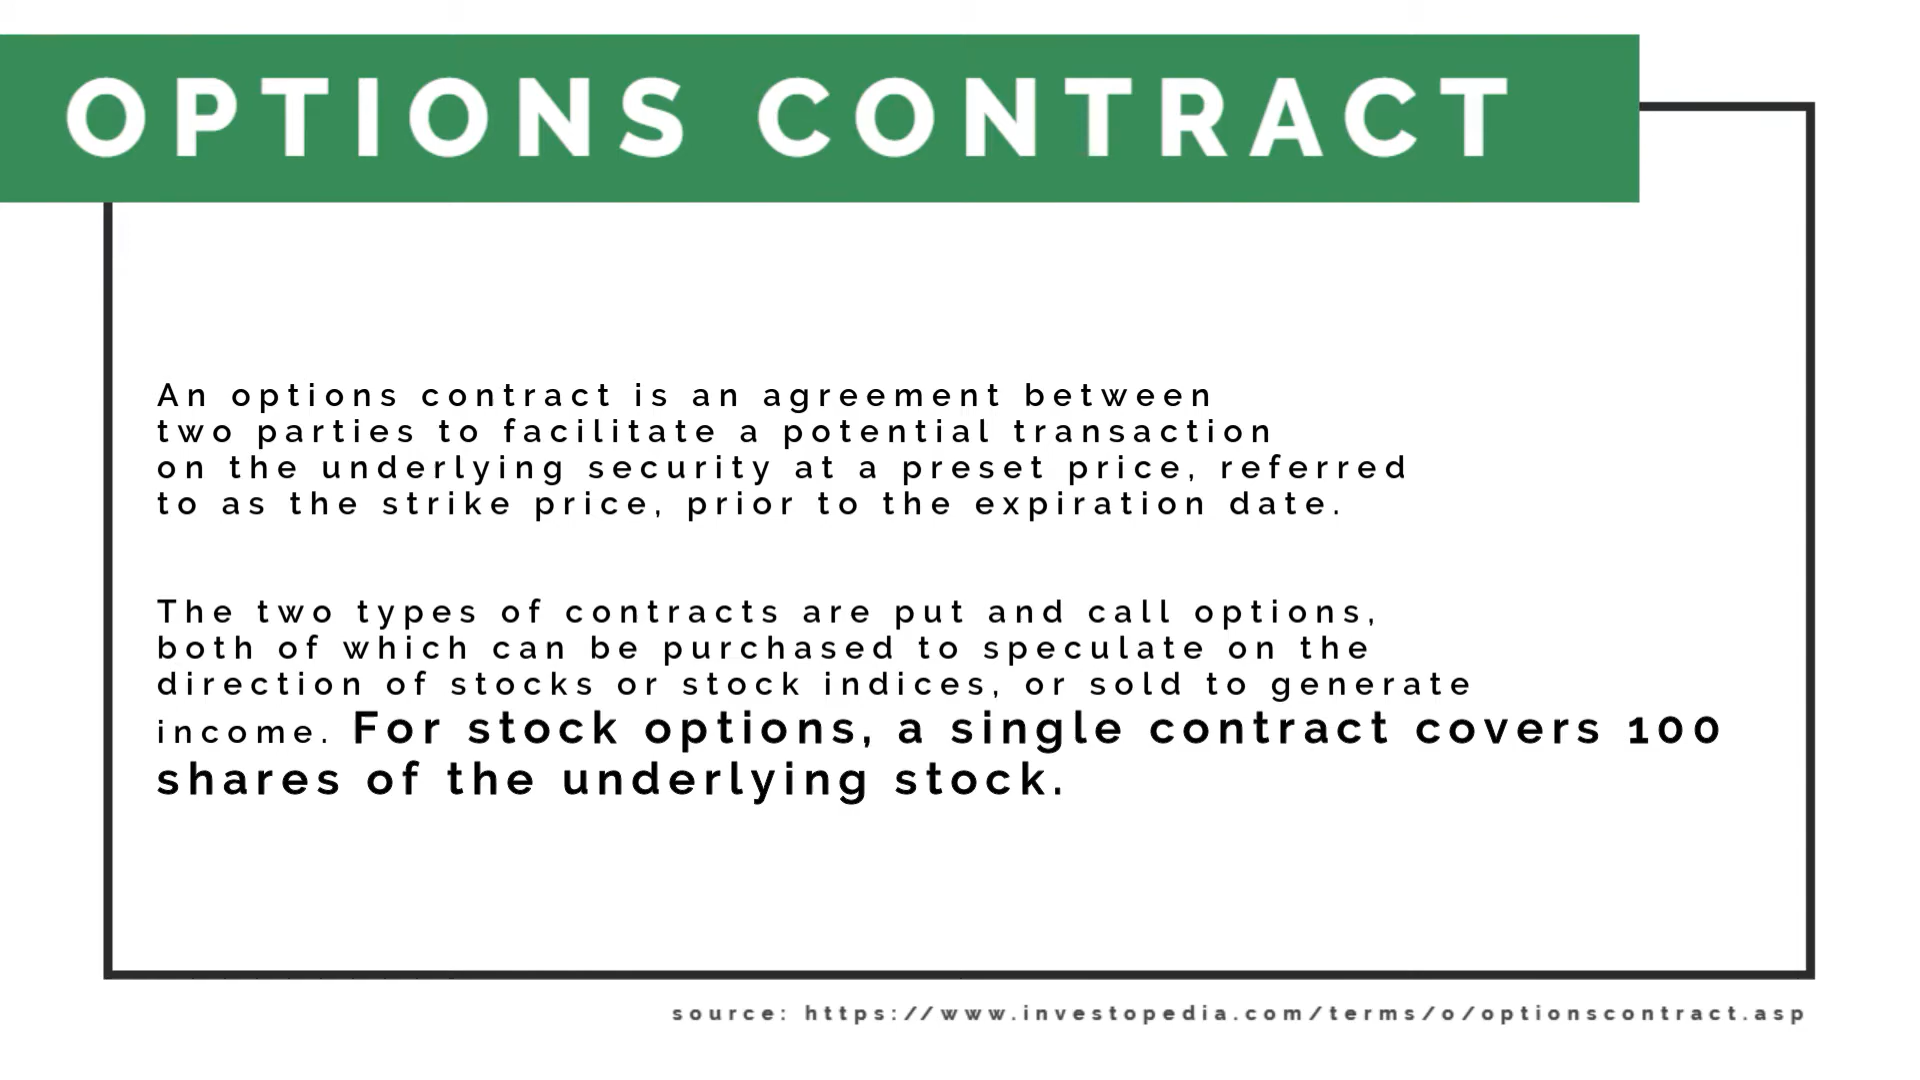 OPTIONS CONTRACT
An options contract is an agreement between
two parties to facilitate a potential transaction
on the underlying security at a preset price, referred
to as the strike price, prior to the expiration date.
The two types of contracts are put and call options,
both of which can be purchased to speculate on the
direction of stocks or stock indices, or sold to generate
income. For stock options, a single contract covers 100
shares of the underlying stock.
source: https://www.investopedia.com/terms/o/optionscontract.asp